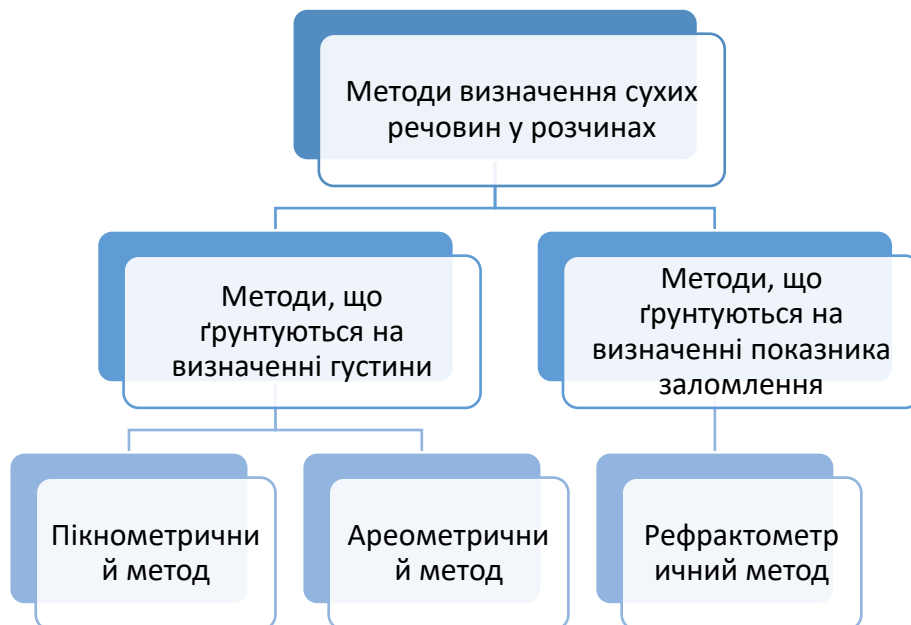 Методи визначення сухих
речовин у розчинах
Методи, що
ґрунтуються на
визначенні густини
Методи, що
ґрунтуються на
визначенні показника
заломлення
Пікнометрични
й метод
Ареометрични
й метод
Рефрактометр
ичний метод